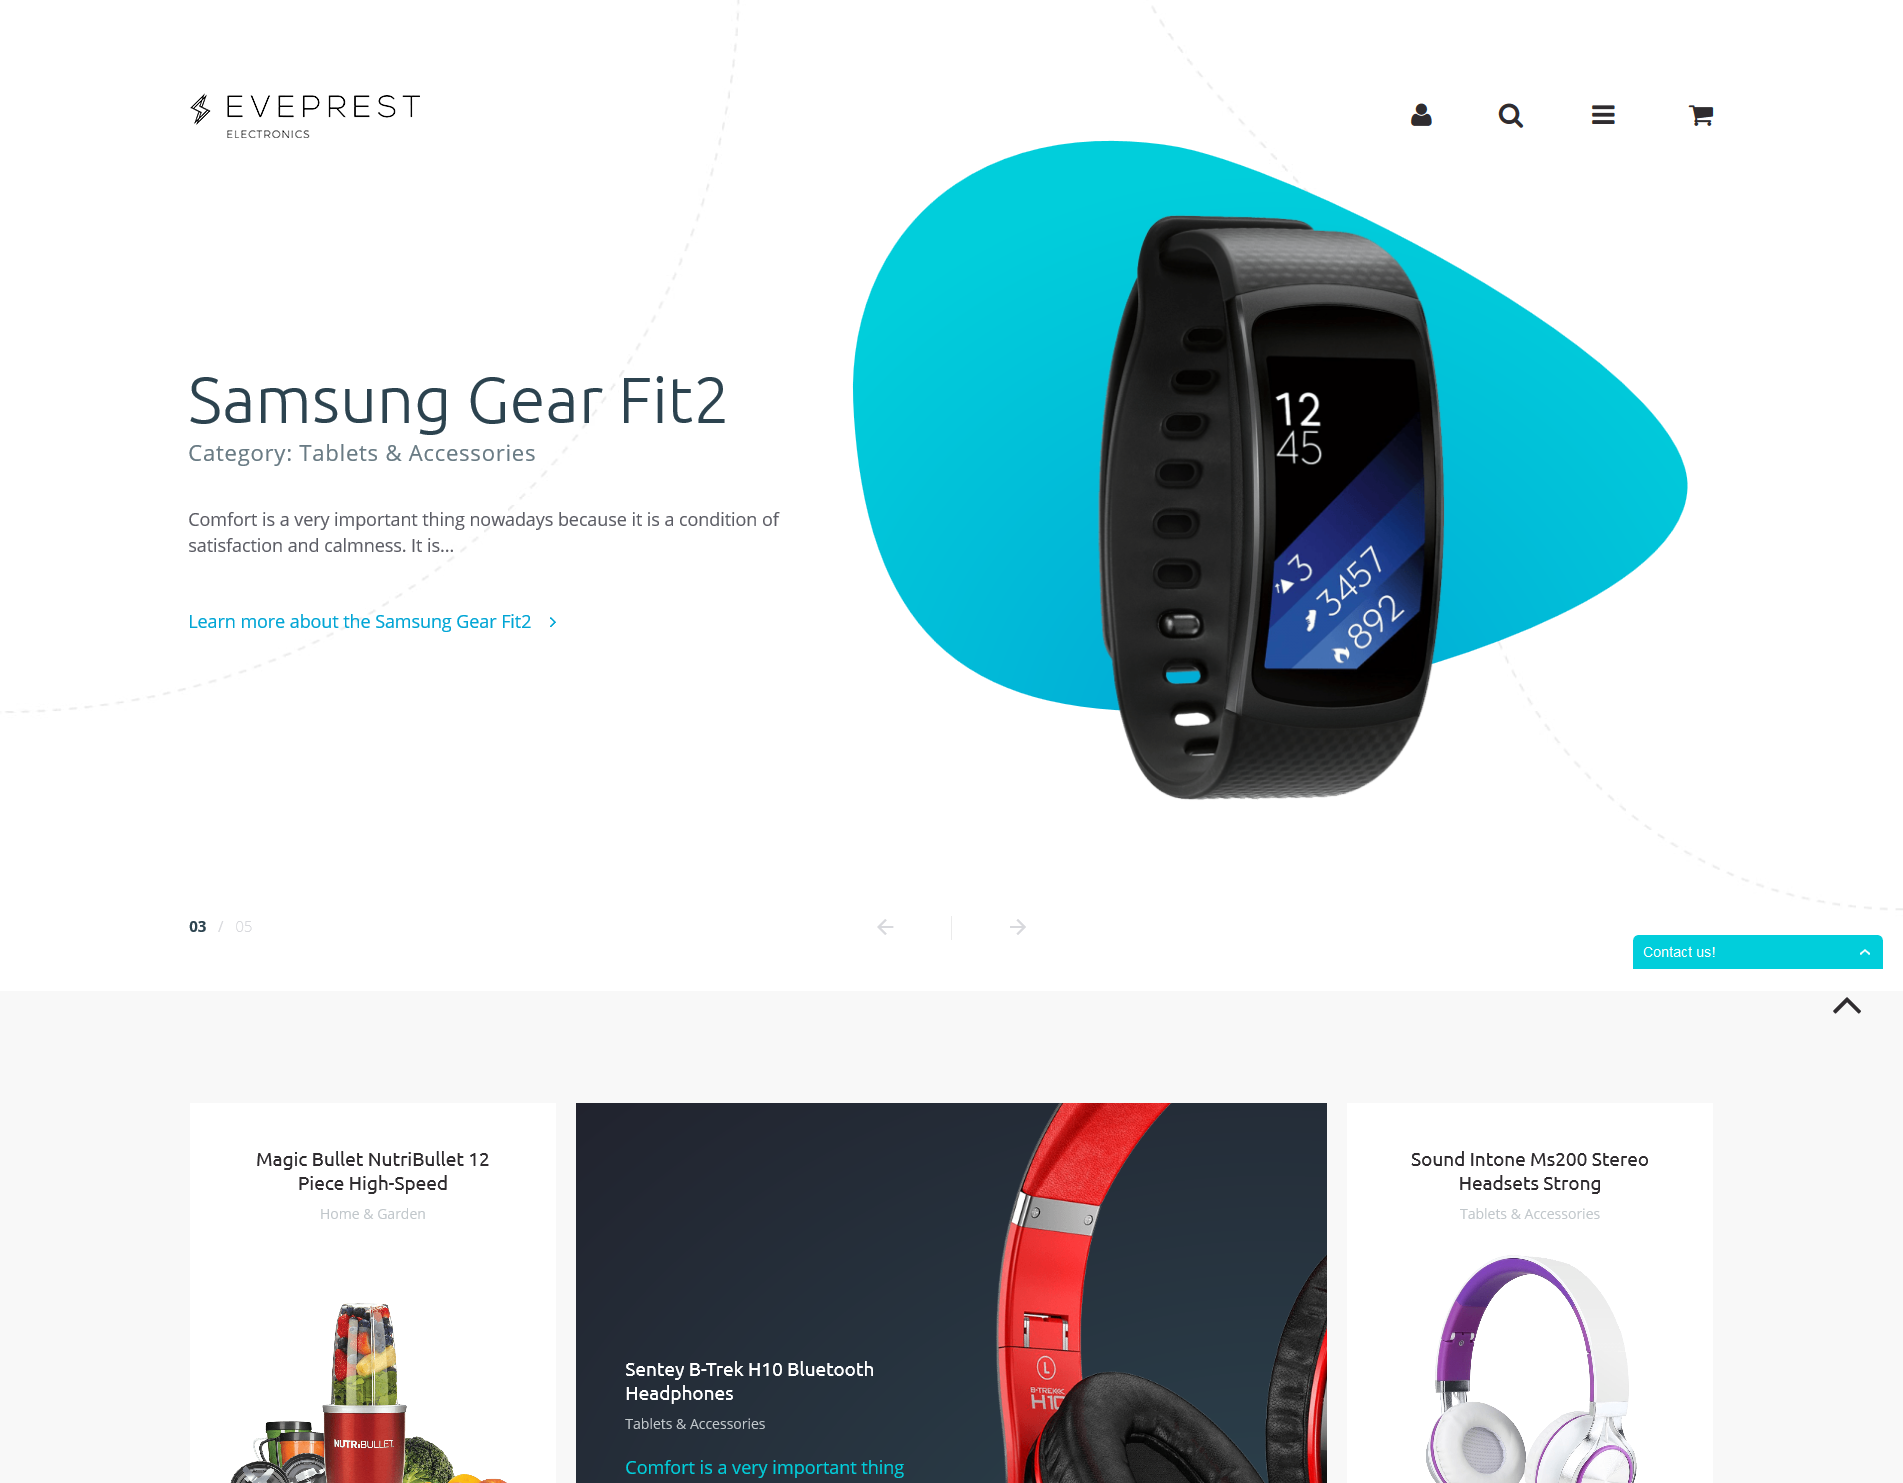 EVEPREST
ELECTRONICS
Samsung Gear Fit2
Category: Tablets & Accessories
Comfort is a very important thing nowadays because it is a condition of
satisfaction and calmness. It is...
Learn more about the Samsung Gear Fit2
12
45
3
3457
892
03 / 05
Contact us!
Magic Bullet NutriBullet 12
Piece High-Speed
Home & Garden
NUTRiBULLET.
Sentey B-Trek H10 Bluetooth
Headphones
Tablets & Accessories
Comfort is a very important thing
L
B-TREK
H10
Sound Intone Ms200 Stereo
Headsets Strong
Tablets & Accessories